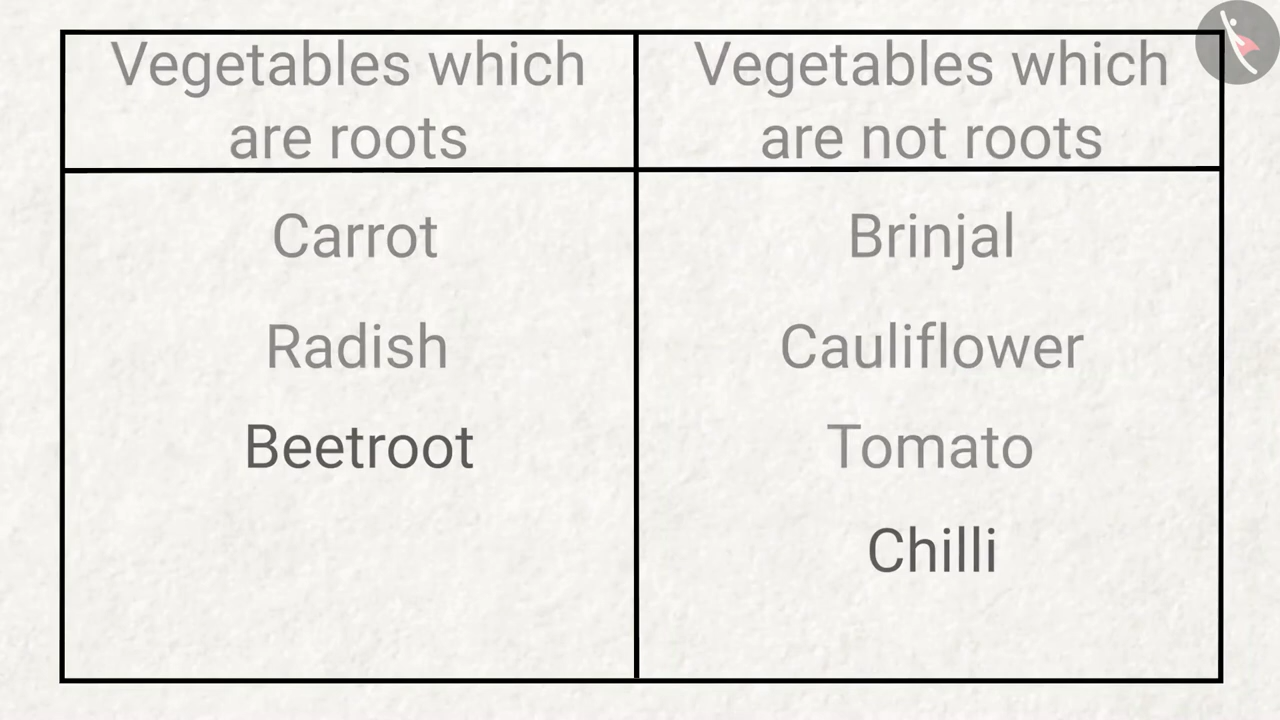 Vegetables which
are roots
Vegetables which
are not roots
Carrot
Brinjal
Radish
Cauliflower
Beetroot
Tomato
Chilli